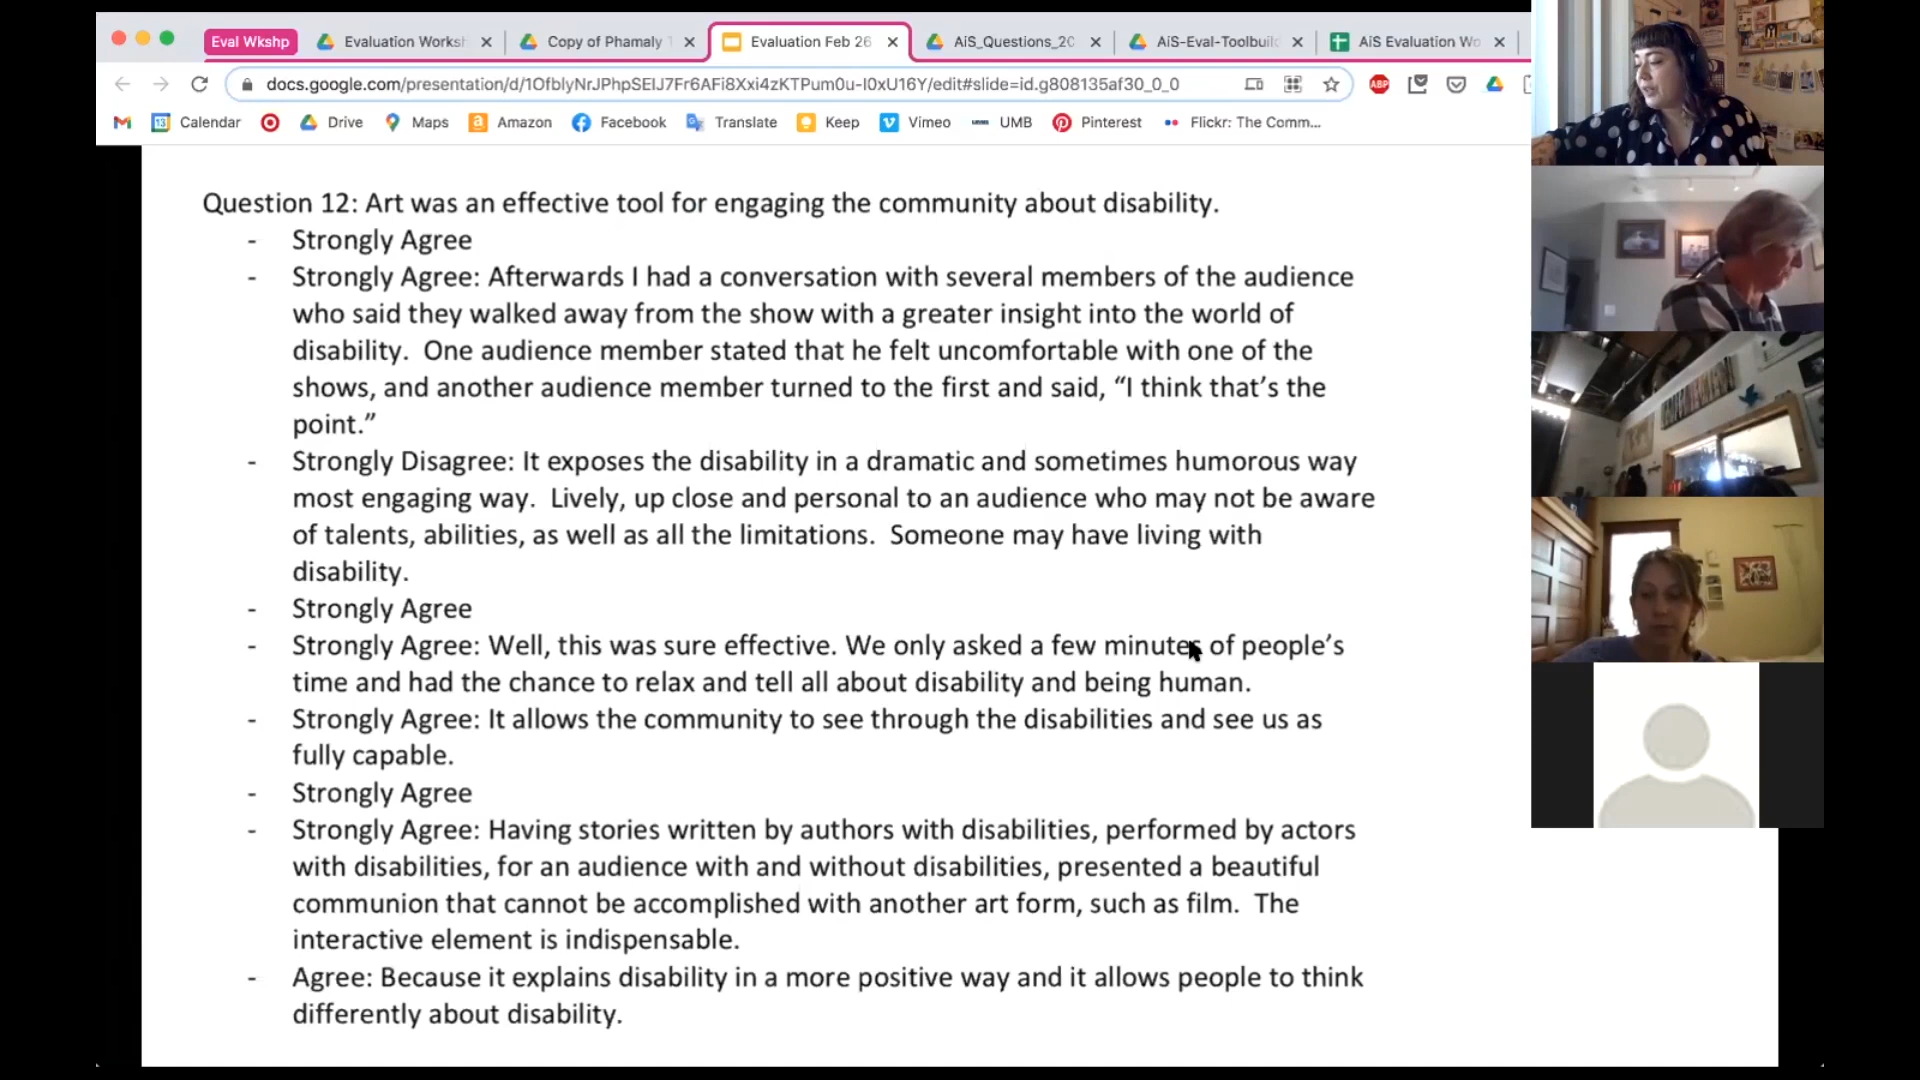 Eval Wkshp
Evaluation Worksh
Copy of Phamaly T
Evaluation Feb 26
AiS_Questions_20
AiS-Eval-Toolbuild
AiS Evaluation Wo
docs.google.com/presentation/d/1OfblyNrJPhpSEIJ7Fr6AFi8Xxi4zKTPum0u-I0xU16Y/edit#slide=id.g808135af30_0_0
ABP
13 Calendar
Drive
Maps
a Amazon
Facebook
Translate
Keep
Vimeo
UMB
Pinterest
Flickr: The Comm...
Question 12: Art was an effective tool for engaging the community about disability.
- Strongly Agree
- Strongly Agree: Afterwards I had a conversation with several members of the audience
who said they walked away from the show with a greater insight into the world of
disability. One audience member stated that he felt uncomfortable with one of the
shows, and another audience member turned to the first and said, “I think that’s the
point.”
- Strongly Disagree: It exposes the disability in a dramatic and sometimes humorous way
most engaging way. Lively, up close and personal to an audience who may not be aware
of talents, abilities, as well as all the limitations. Someone may have living with
disability.
- Strongly Agree
- Strongly Agree: Well, this was sure effective. We only asked a few minutes of people’s
time and had the chance to relax and tell all about disability and being human.
- Strongly Agree: It allows the community to see through the disabilities and see us as
fully capable.
- Strongly Agree
- Strongly Agree: Having stories written by authors with disabilities, performed by actors
with disabilities, for an audience with and without disabilities, presented a beautiful
communion that cannot be accomplished with another art form, such as film. The
interactive element is indispensable.
- Agree: Because it explains disability in a more positive way and it allows people to think
differently about disability.